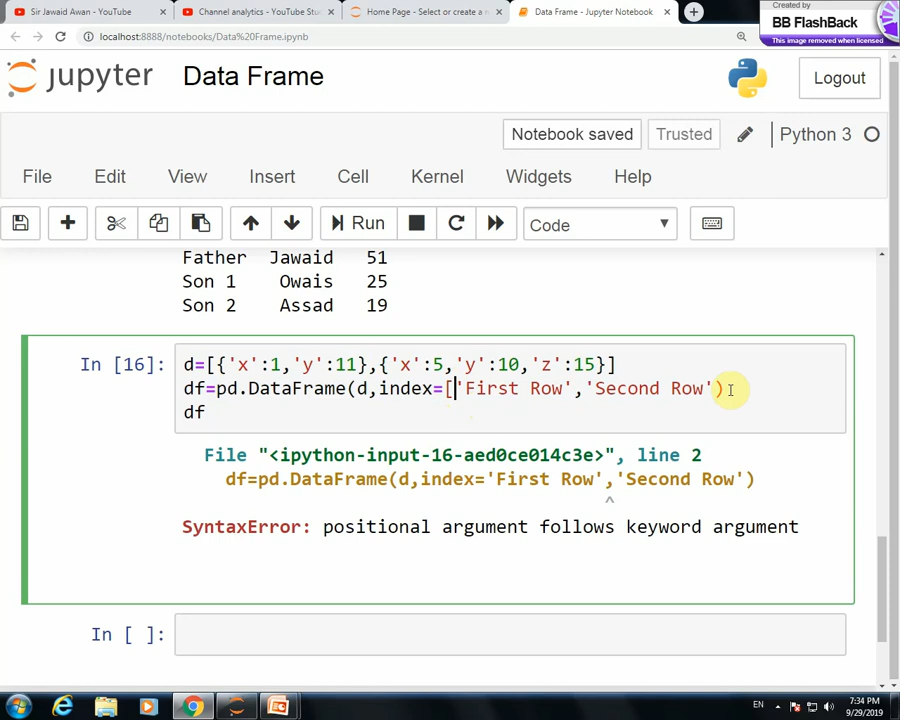 Sir Jawaid Awan - YouTube
Channel analytics - YouTube Stu
Home Page - Select or create a n
Data Frame - Jupyter Notebook
Created by
BB FlashBack
[This image removed when licensed]
localhost:8888/notebooks/Data%20Frame.ipynb
jupyter
Data Frame
Logout
Notebook saved
Trusted
Python 3
File
Edit
View
Insert
Cell
Kernel
Widgets
Help
Run
Code
Father Jawaid 51
Son 1 Owais 25
Son 2 Assad 19
In [16]:
d=[{'x':1,'y':11},{'x':5,'y':10,'z':15}]
df=pd.DataFrame(d,index=['First Row','Second Row')
df
File "<ipython-input-16-aed0ce014c3e>", line 2
df=pd.DataFrame(d,index='First Row','Second Row')
^
SyntaxError: positional argument follows keyword argument
In [ ]:
EN
7:34 PM
9/29/2019